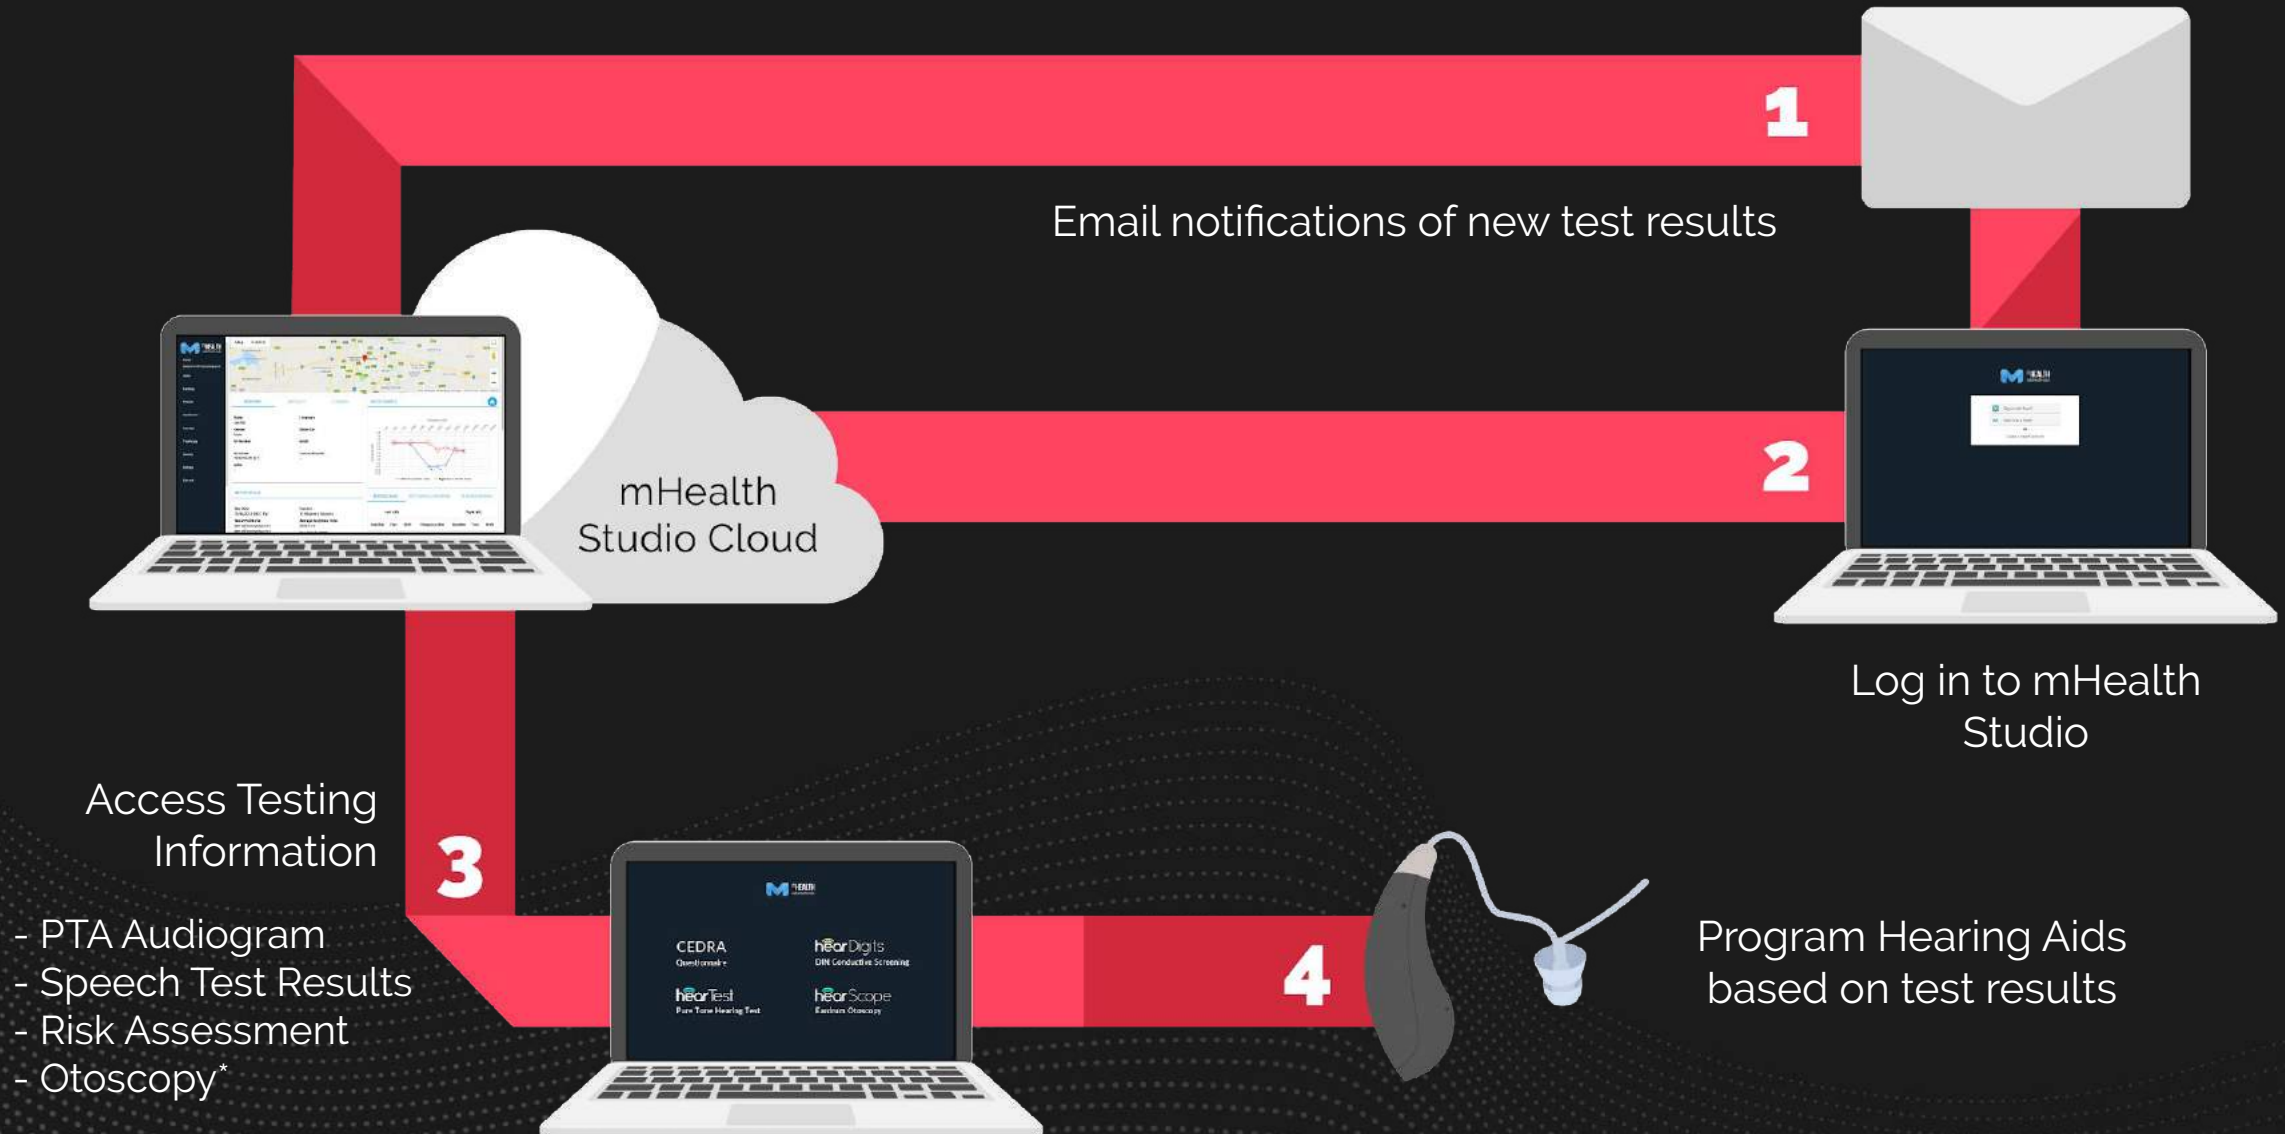 1
Email notifications of new test results
mHealth
Studio Cloud
2
Log in to mHealth
Studio
Access Testing
Information
3
- PTA Audiogram
- Speech Test Results
- Risk Assessment
- Otoscopy*
CEDRA
Questionnaire
hearDigits
DIN Conductive Screening
hearTest
Pure Tone Hearing Test
hearScope
Eardrum Otoscopy
4
Program Hearing Aids
based on test results